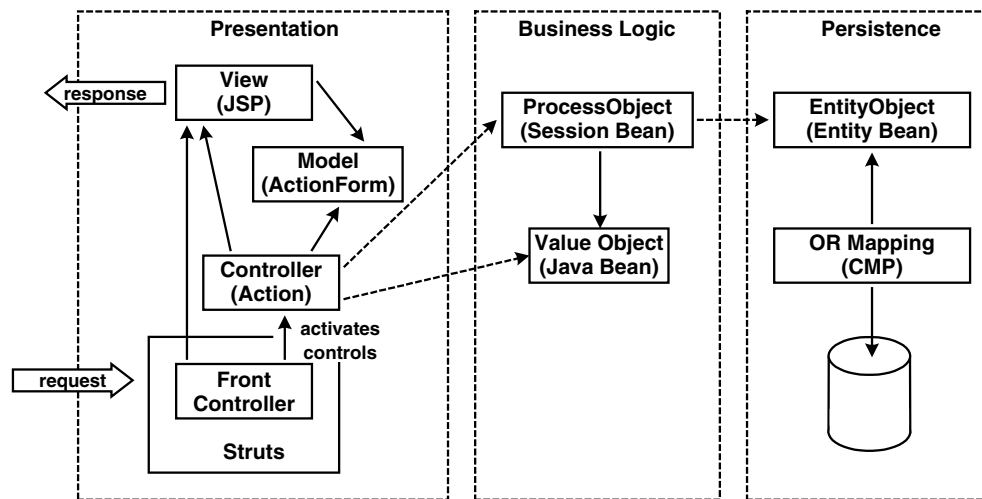 Presentation
Business Logic
Persistence
response
View
(JSP)
ProcessObject
(Session Bean)
EntityObject
(Entity Bean)
Model
(ActionForm)
Controller
(Action)
Value Object
(Java Bean)
OR Mapping
(CMP)
activates
controls
request
Front
Controller
Struts